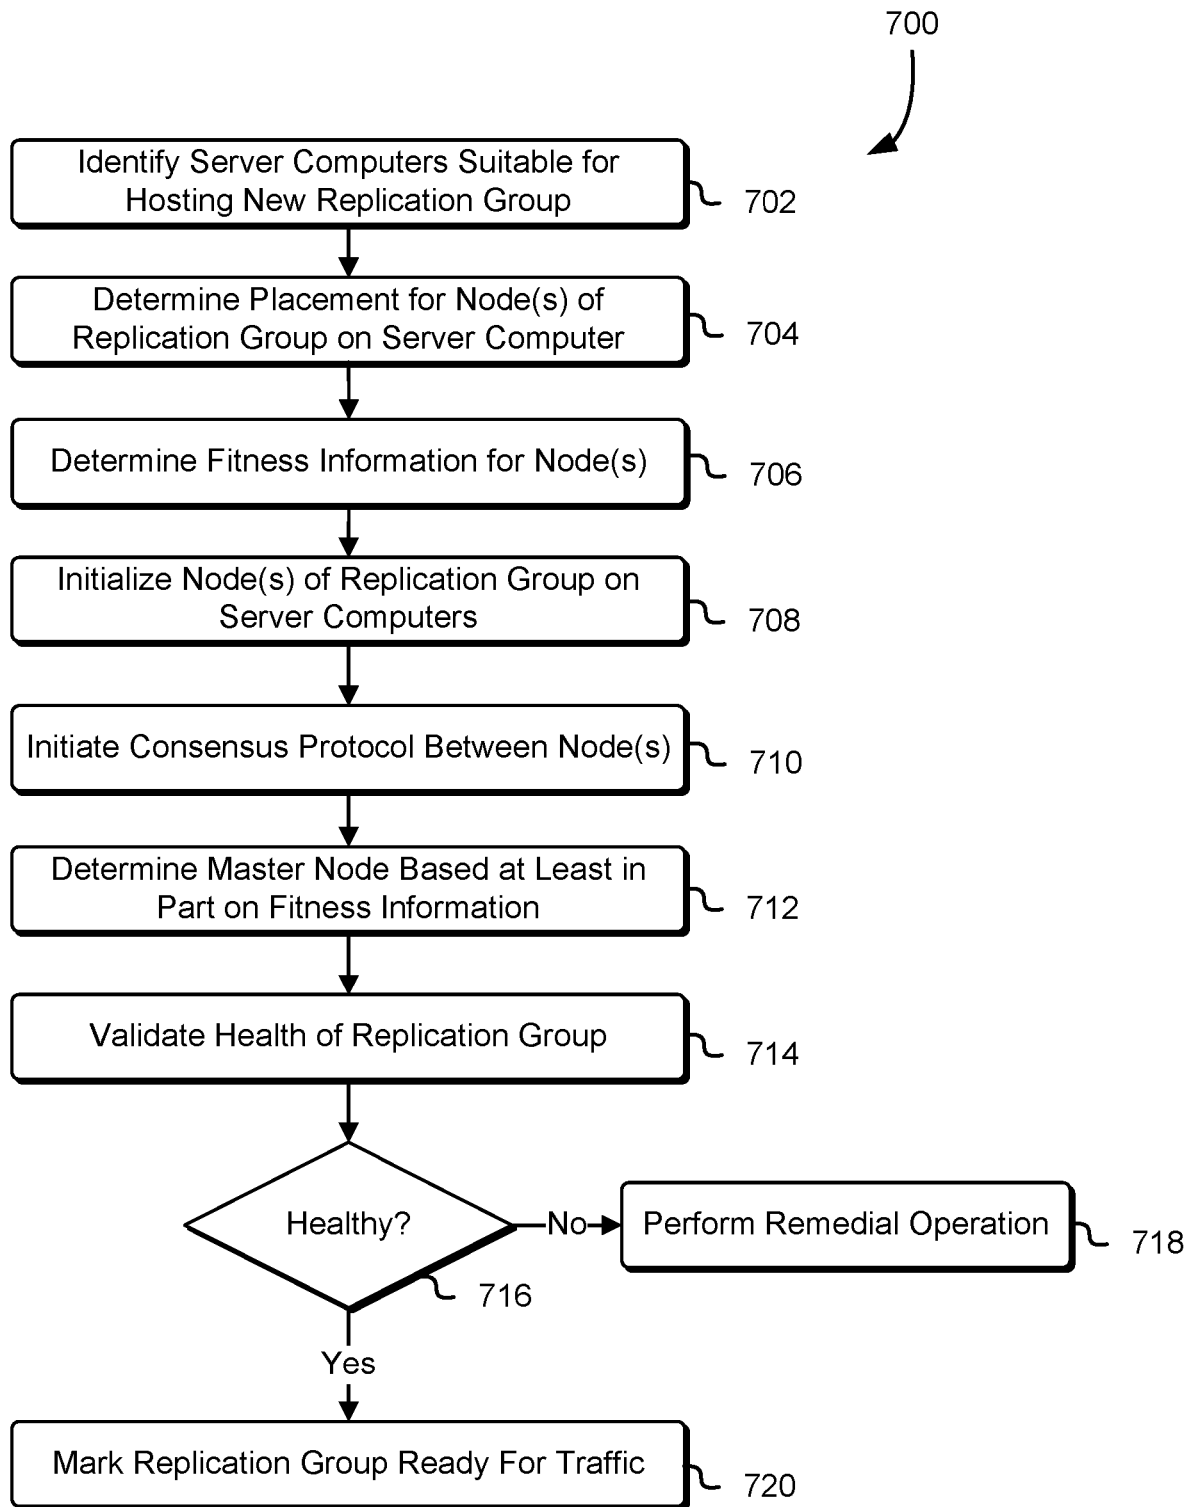 700
Identify Server Computers Suitable for
Hosting New Replication Group
702
Determine Placement for Node(s) of
Replication Group on Server Computer
704
Determine Fitness Information for Node(s)
706
Initialize Node(s) of Replication Group on
Server Computers
708
Initiate Consensus Protocol Between Node(s)
710
Determine Master Node Based at Least in
Part on Fitness Information
712
Validate Health of Replication Group
714
Healthy?
716
No
Perform Remedial Operation
718
Yes
Mark Replication Group Ready For Traffic
720